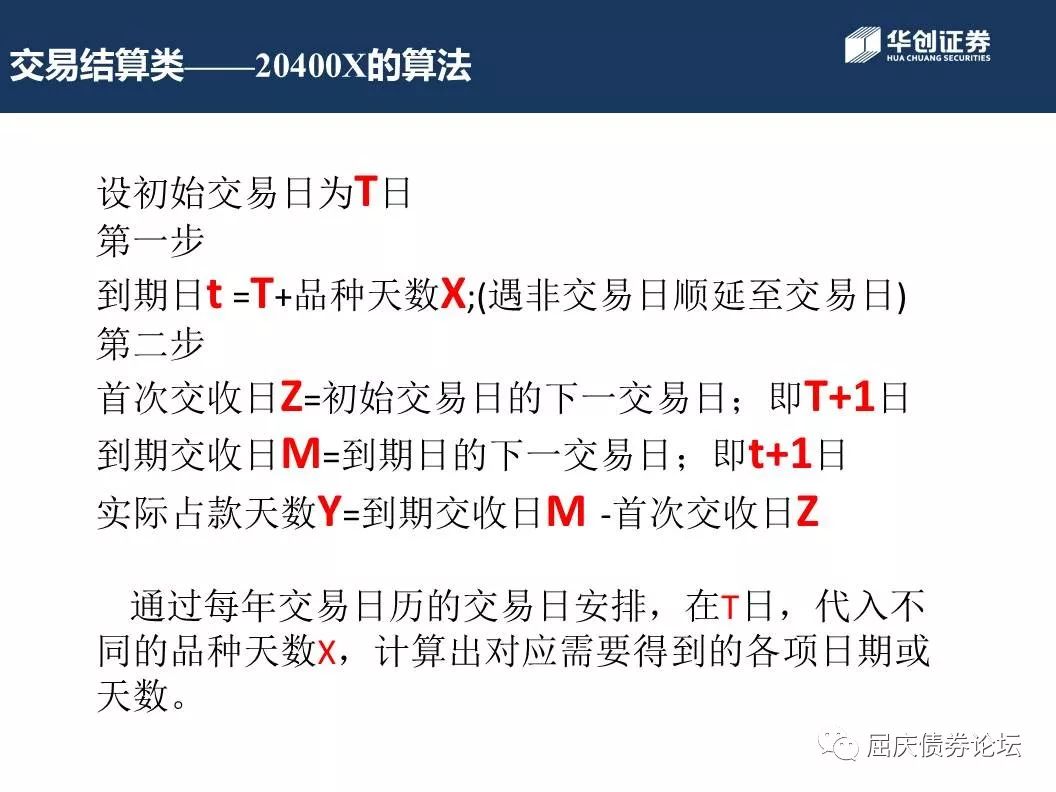 交易结算类——20400X的算法
华创证券
HUA CHUANG SECURITIES
设初始交易日为T日
第一步
到期日t =T+品种天数X;(遇非交易日顺延至交易日)
第二步
首次交收日Z=初始交易日的下一交易日；即T+1日
到期交收日M=到期日的下一交易日；即t+1日
实际占款天数Y=到期交收日M -首次交收日Z
通过每年交易日历的交易日安排，在T日，代入不
同的品种天数X，计算出对应需要得到的各项日期或
天数。
屈庆债券论坛